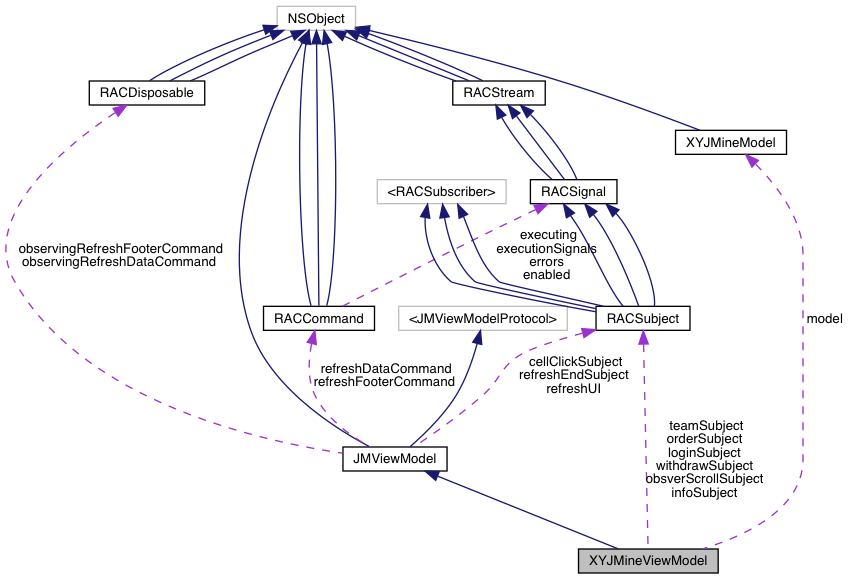 NSObject
RACDisposable
RACStream
XYJMineModel
<RACSubscriber>
RACSignal
observingRefreshFooterCommand
observingRefreshDataCommand
executing
executionSignals
errors
enabled
RACCommand
<JMViewModelProtocol>
RACSubject
model
refreshDataCommand
refreshFooterCommand
cellClickSubject
refreshEndSubject
refreshUI
teamSubject
orderSubject
loginSubject
withdrawSubject
obsverScrollSubject
infoSubject
JMViewModel
XYJMineViewModel